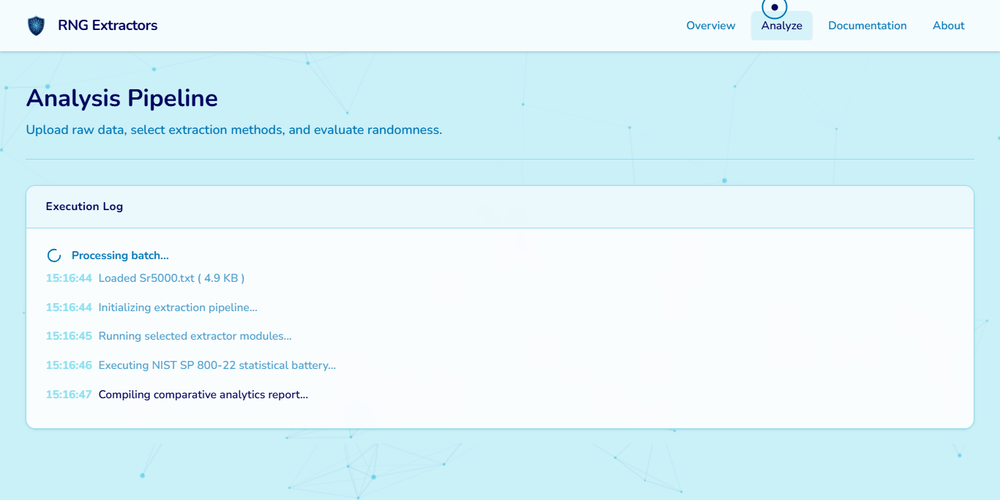 RNG Extractors
Overview
Analyze
Documentation
About
Analysis Pipeline
Upload raw data, select extraction methods, and evaluate randomness.
Execution Log
Processing batch...
15:16:44 Loaded Sr5000.txt ( 4.9 KB )
15:16:44 Initializing extraction pipeline...
15:16:45 Running selected extractor modules...
15:16:46 Executing NIST SP 800-22 statistical battery...
15:16:47 Compiling comparative analytics report...